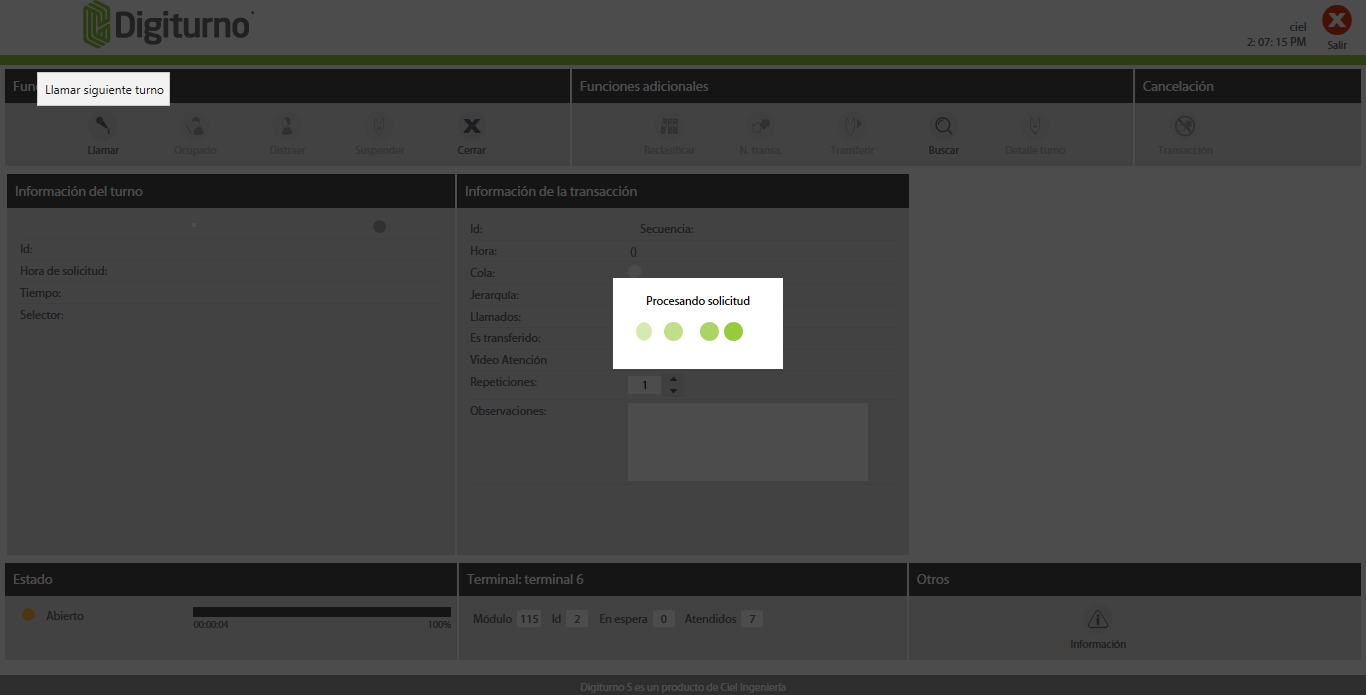 Digiturno
ciel
2: 07: 15 PM
Salir
Fun
Llamar siguiente turno
Funciones adicionales
Cancelación
Llamar
Ocupado
Distraer
Suspender
Cerrar
Reclasificar
N. transa.
Transferir
Buscar
Detalle turno
Transacción
Información del turno
Id:
Hora de solicitud:
Tiempo:
Selector:
Información de la transacción
Id:
Secuencia:
Hora:
()
Cola:
Jerarquía:
Llamados:
Es transferido:
Video Atención
Repeticiones:
1
Observaciones:
Procesando solicitud
Estado
Abierto
00:00:04
100%
Terminal: terminal 6
Módulo 115 Id 2 En espera 0 Atendidos 7
Otros
Información
Digiturno 5 es un producto de Ciel Ingeniería